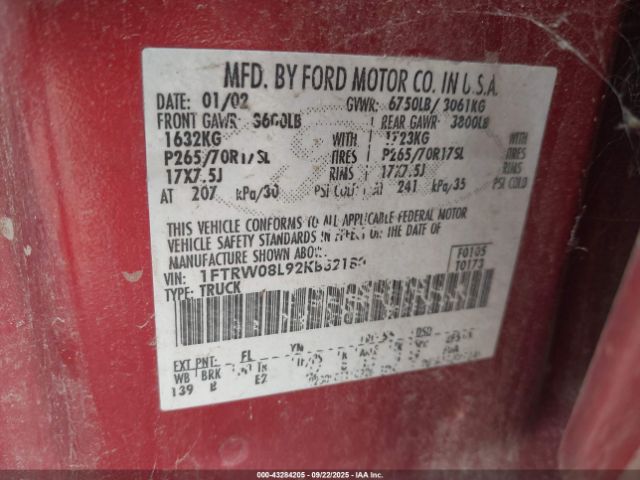 MFD. BY FORD MOTOR CO. IN U.S.A.
DATE: 01/02 GVWR: 6750LB/ 3061KG
FRONT GAWR: 3600LB REAR GAWR: 3800LB
1632KG WITH 1723KG WITH
P265/70R17SL TIRES P265/70R17SL TIRES
17X7.5J RIMS 17X7.5J RIMS
AT 207 kPa/30 PSI COLD AT 241 kPa/35 PSI COLD
THIS VEHICLE CONFORMS TO ALL APPLICABLE FEDERAL MOTOR
VEHICLE SAFETY STANDARDS IN EFFECT ON THE DATE OF
MANUFACTURE SHOWN ABOVE.
VIN: F0105
TYPE: TRUCK T0173
EXT PNT: FL
WB BRK
139 B E2
000-43284205 - 09/22/2025 - IAA Inc.